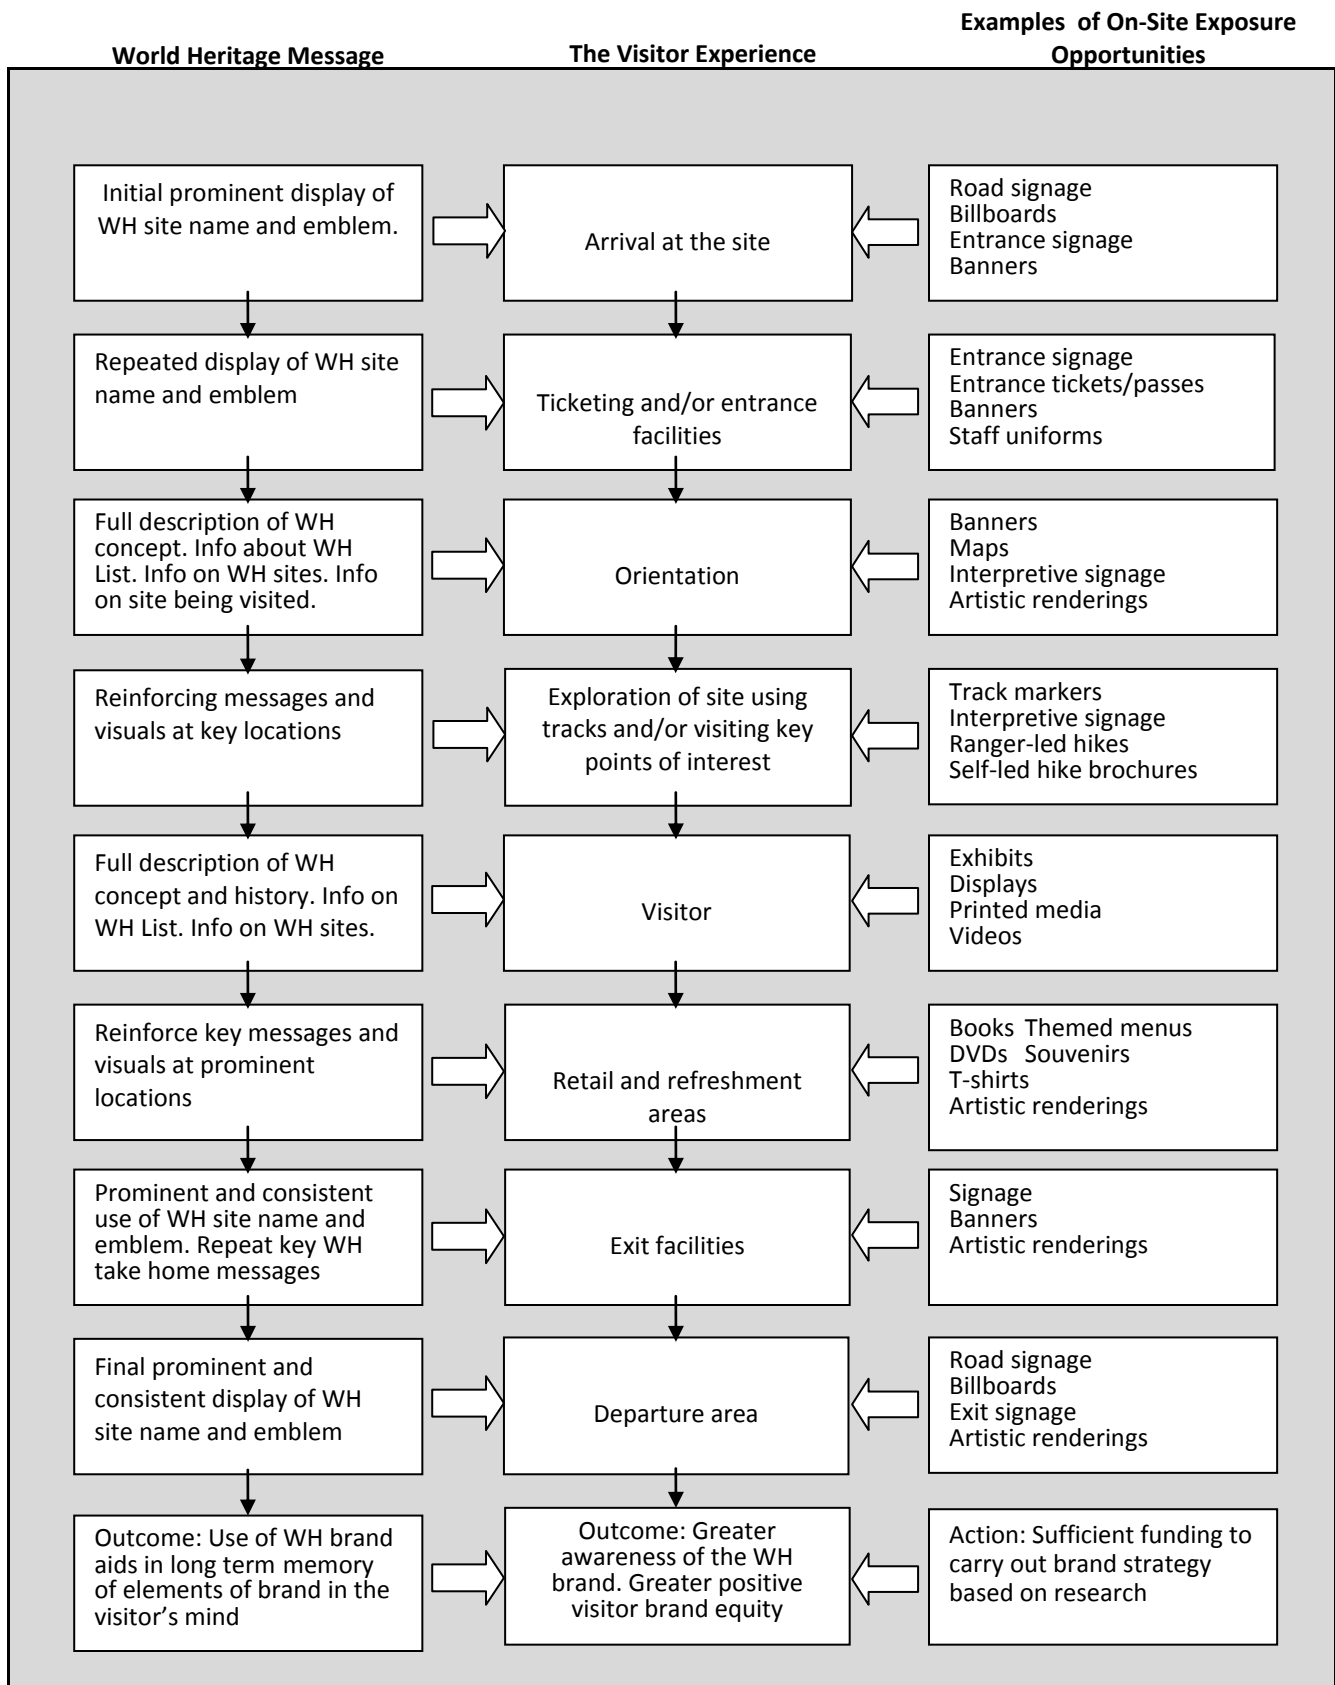 World Heritage Message
The Visitor Experience
Examples of On-Site Exposure
Opportunities
Initial prominent display of
WH site name and emblem.
Arrival at the site
Road signage
Billboards
Entrance signage
Banners
Repeated display of WH site
name and emblem
Ticketing and/or entrance
facilities
Entrance signage
Entrance tickets/passes
Banners
Staff uniforms
Full description of WH
concept. Info about WH
List. Info on WH sites. Info
on site being visited.
Orientation
Banners
Maps
Interpretive signage
Artistic renderings
Reinforcing messages and
visuals at key locations
Exploration of site using
tracks and/or visiting key
points of interest
Track markers
Interpretive signage
Ranger-led hikes
Self-led hike brochures
Full description of WH
concept and history. Info on
WH List. Info on WH sites.
Visitor
Exhibits
Displays
Printed media
Videos
Reinforce key messages and
visuals at prominent
locations
Retail and refreshment
areas
Books Themed menus
DVDs Souvenirs
T-shirts
Artistic renderings
Prominent and consistent
use of WH site name and
emblem. Repeat key WH
take home messages
Exit facilities
Signage
Banners
Artistic renderings
Final prominent and
consistent display of WH
site name and emblem
Departure area
Road signage
Billboards
Exit signage
Artistic renderings
Outcome: Use of WH brand
aids in long term memory
of elements of brand in the
visitor’s mind
Outcome: Greater
awareness of the WH
brand. Greater positive
visitor brand equity
Action: Sufficient funding to
carry out brand strategy
based on research